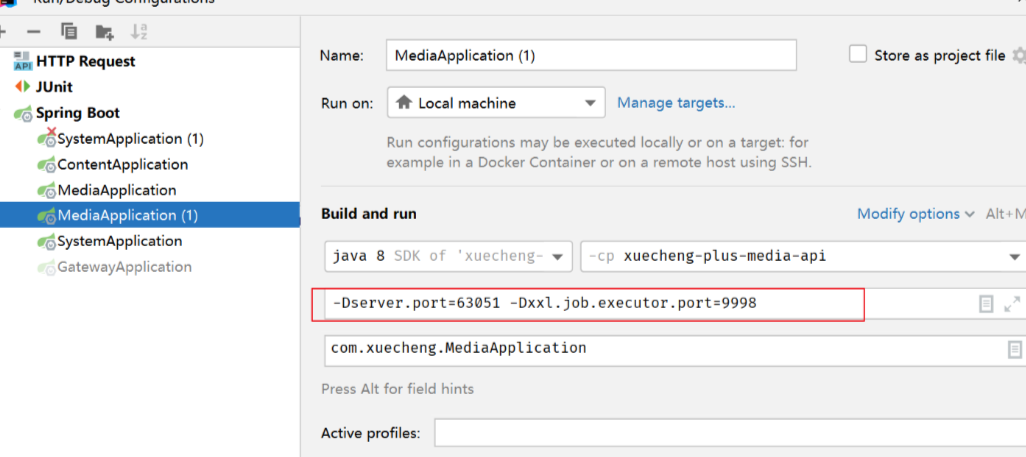 Run/Debug Configurations
API HTTP Request
JUnit
Spring Boot
SystemApplication (1)
ContentApplication
MediaApplication
MediaApplication (1)
SystemApplication
GatewayApplication
Name: MediaApplication (1) Store as project file
Run on: Local machine Manage targets...
Run configurations may be executed locally or on a target: for
example in a Docker Container or on a remote host using SSH.
Build and run Modify options Alt+M
java 8 SDK of 'xuecheng- -cp xuecheng-plus-media-api
-Dserver.port=63051 -Dxxl.job.executor.port=9998
com.xuecheng.MediaApplication
Press Alt for field hints
Active profiles: